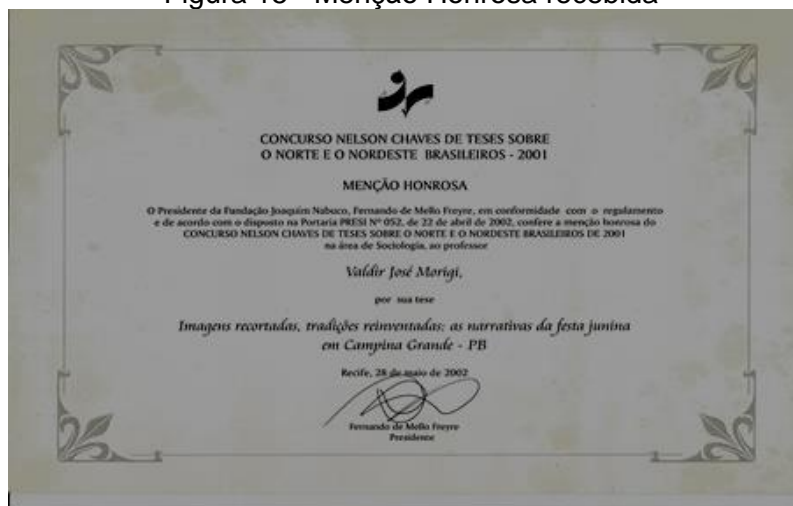 Figura 18 - Menção Honrosa recebida
CONCURSO NELSON CHAVES DE TESES SOBRE
O NORTE E O NORDESTE BRASILEIROS - 2001
MENÇÃO HONROSA
O Presidente da Fundação Joaquim Nabuco, Fernando de Mello Freyre, em conformidade com o regulamento
e de acordo com o disposto na Portaria PRESI Nº 052, de 22 de abril de 2002, confere a menção honrosa do
CONCURSO NELSON CHAVES DE TESES SOBRE O NORTE E O NORDESTE BRASILEIROS DE 2001
na área de Sociologia, ao professor
Valdir José Morigi,
por sua tese
Imagens recortadas, tradições reinventadas: as narrativas da festa junina
em Campina Grande - PB
Recife, 28 de maio de 2002
Fernando de Mello Freyre
Presidente